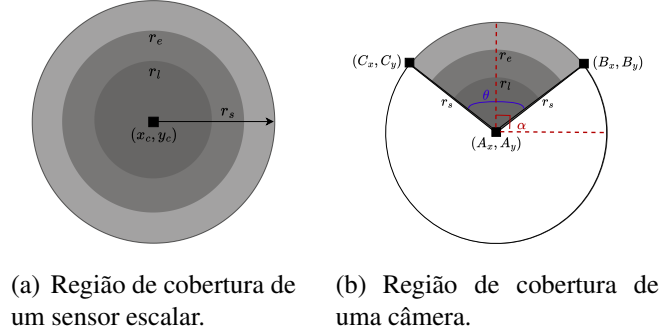 r_e
r_l
r_s
(x_c, y_c)
(C_x, C_y)
(B_x, B_y)
r_e
r_l
r_s
θ
r_s
α
(A_x, A_y)
(a) Região de cobertura de
um sensor escalar.
(b) Região de cobertura de
uma câmera.